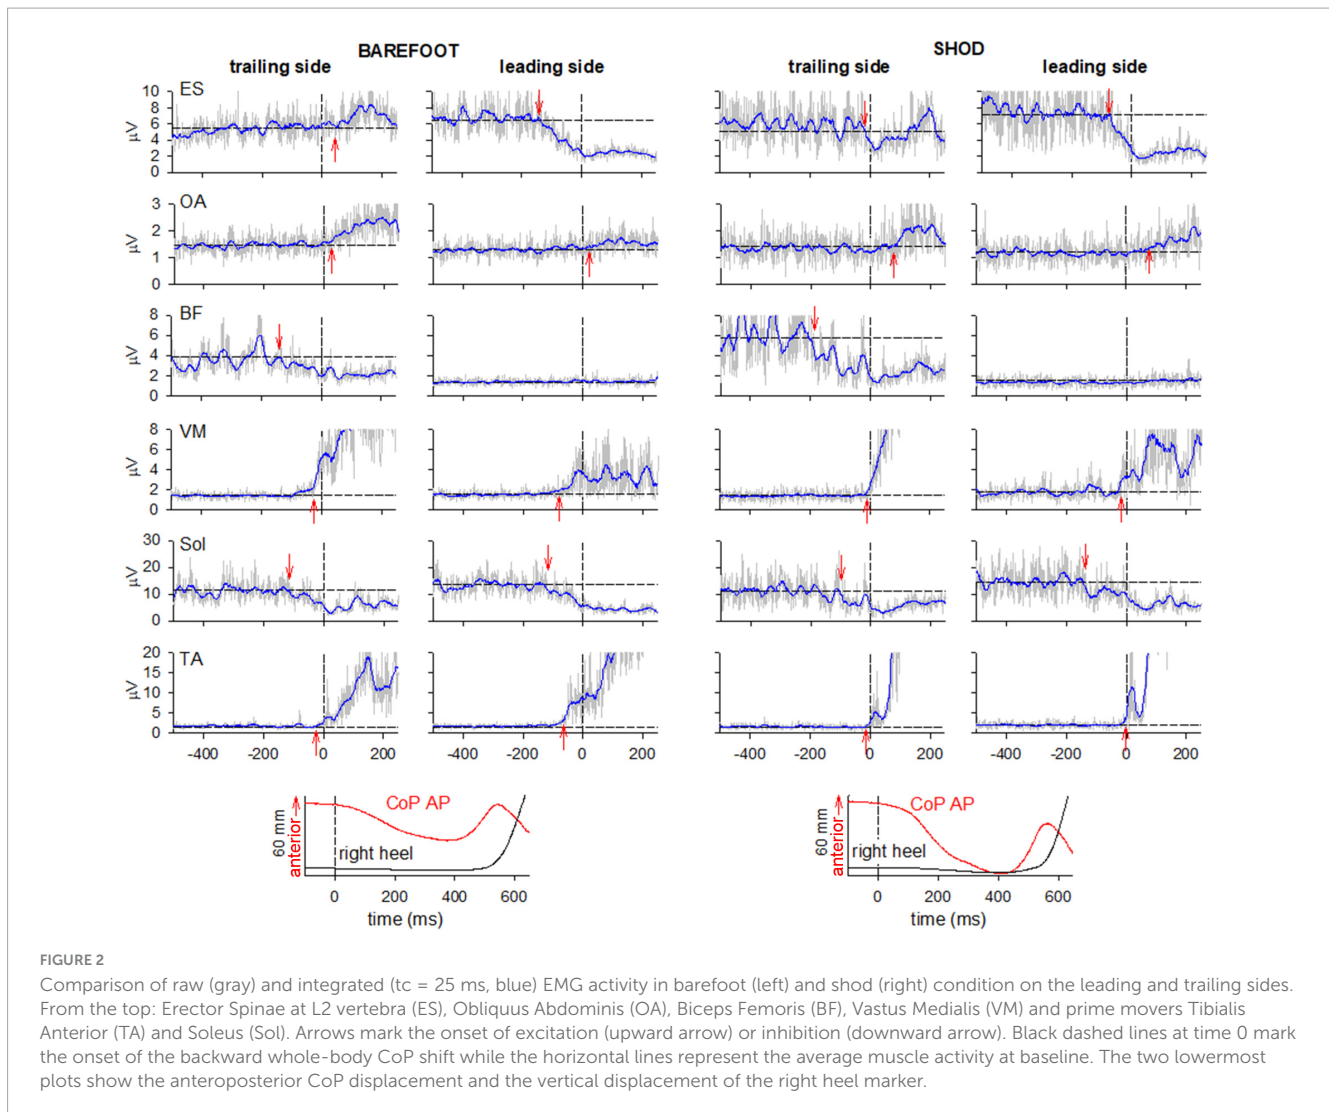 BAREFOOT
SHOD
trailing side
leading side
trailing side
leading side
ES
μV
10
8
6
4
2
0
OA
μV
3
2
1
0
BF
μV
8
6
4
2
0
VM
μV
8
6
4
2
0
Sol
μV
30
20
10
0
TA
μV
20
15
10
5
0
-400 -200 0 200
-400 -200 0 200
-400 -200 0 200
-400 -200 0 200
60 mm
anterior
CoP AP
right heel
0 200 400 600
time (ms)
60 mm
anterior
CoP AP
right heel
0 200 400 600
time (ms)
FIGURE 2
Comparison of raw (gray) and integrated (tc = 25 ms, blue) EMG activity in barefoot (left) and shod (right) condition on the leading and trailing sides.
From the top: Erector Spinae at L2 vertebra (ES), Obliquus Abdominis (OA), Biceps Femoris (BF), Vastus Medialis (VM) and prime movers Tibialis
Anterior (TA) and Soleus (Sol). Arrows mark the onset of excitation (upward arrow) or inhibition (downward arrow). Black dashed lines at time 0 mark
the onset of the backward whole-body CoP shift while the horizontal lines represent the average muscle activity at baseline. The two lowermost
plots show the anteroposterior CoP displacement and the vertical displacement of the right heel marker.